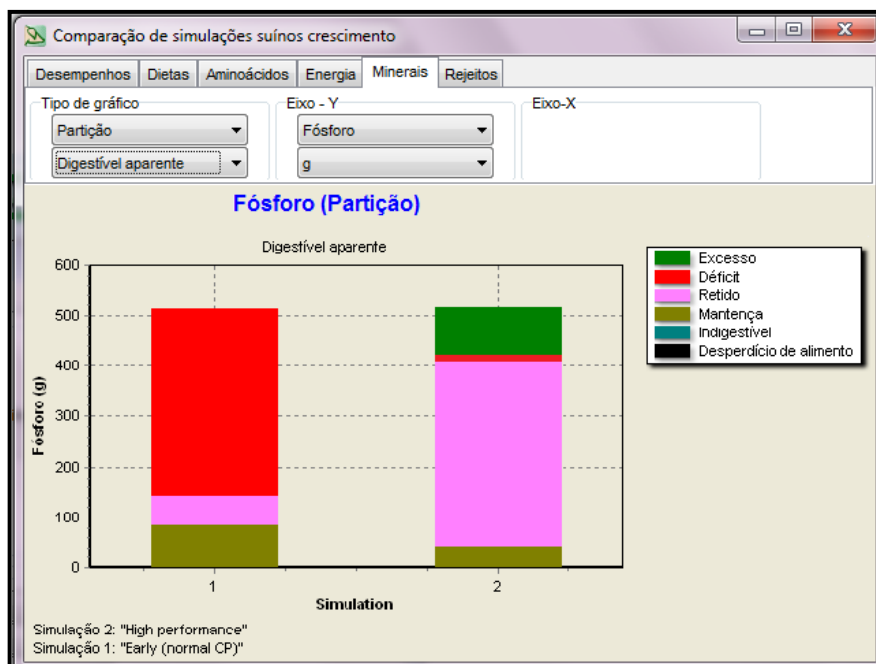 Comparação de simulações suínos crescimento
Desempenhos Dietas Aminoácidos Energia Minerais Rejeitos
Tipo de gráfico Eixo - Y Eixo-X
Partição Fósforo
Digestível aparente g
Fósforo (Partição)
Digestível aparente
600
500
400
300
200
100
0
Fósforo (g)
1 2
Simulation
Excesso
Déficit
Retido
Mantença
Indigestível
Desperdício de alimento
Simulação 2: "High performance"
Simulação 1: "Early (normal CP)"